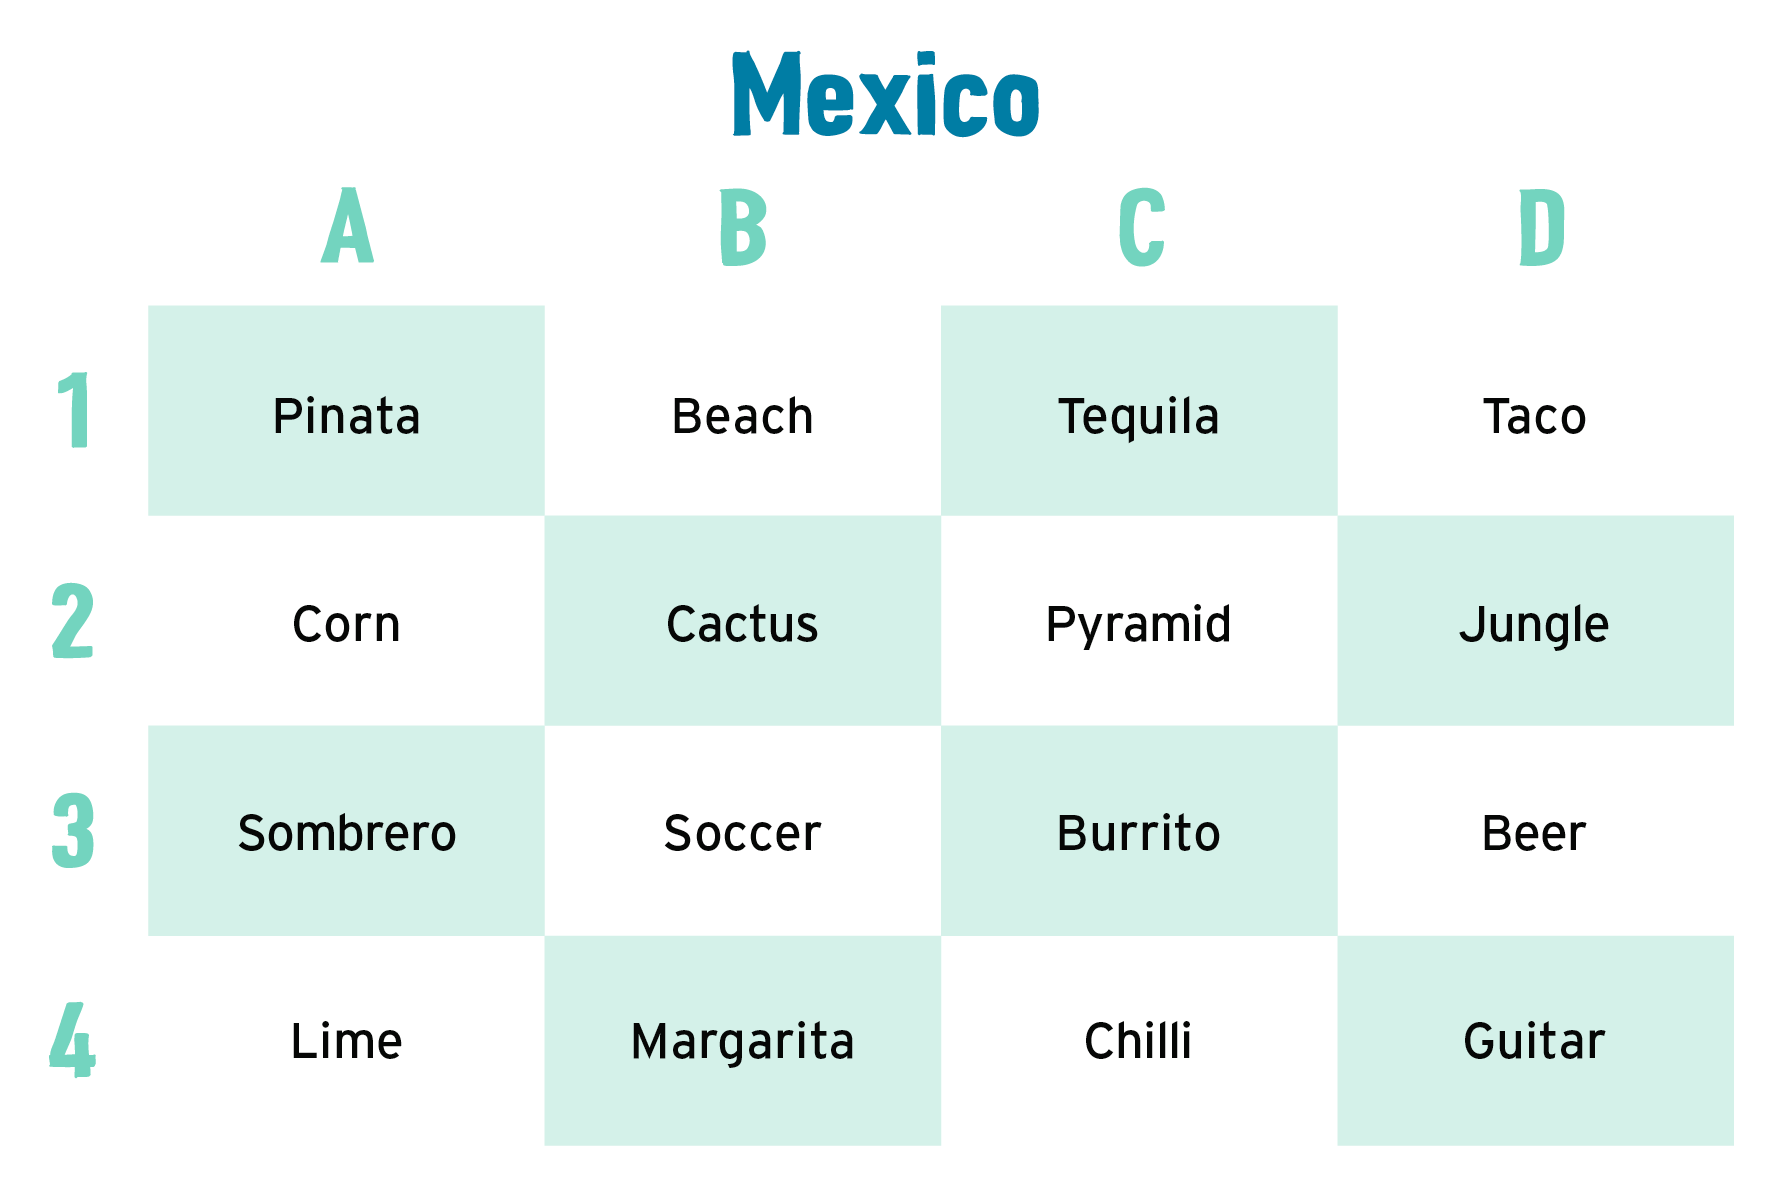 Mexico
A B C D
1 Pinata Beach Tequila Taco
2 Corn Cactus Pyramid Jungle
3 Sombrero Soccer Burrito Beer
4 Lime Margarita Chilli Guitar